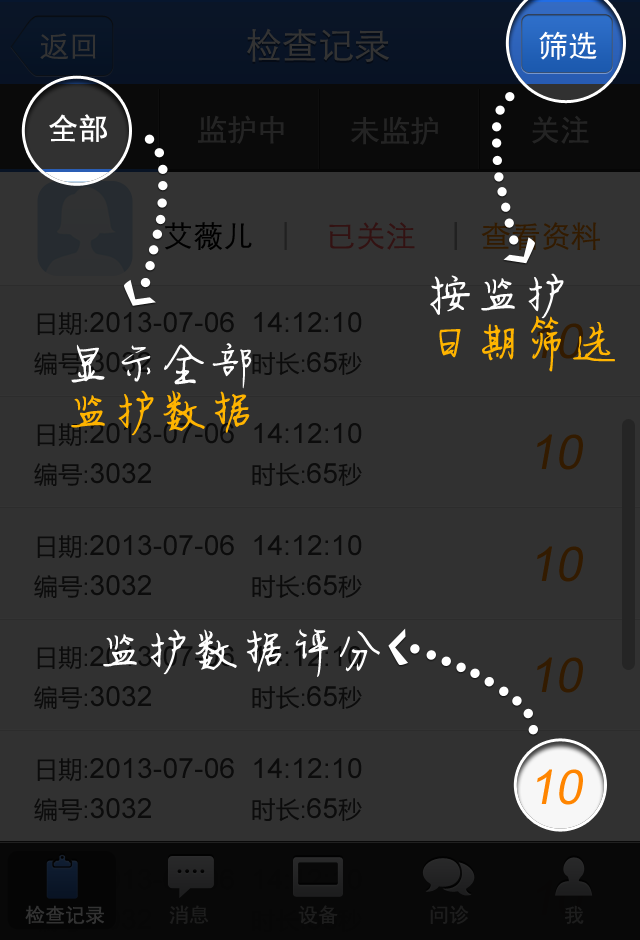 返回 检查记录 筛选
全部 监护中 未监护 关注
艾薇儿 | 已关注 | 查看资料
按监护
日期筛选
日期:2013-07-06 14:12:10 10
编号:3032 时长:65秒
显示全部
监护数据
日期:2013-07-06 14:12:10 10
编号:3032 时长:65秒
日期:2013-07-06 14:12:10 10
编号:3032 时长:65秒
监护数据评分
日期:2013-07-06 14:12:10 10
编号:3032 时长:65秒
日期:2013-07-06 14:12:10 10
编号:3032 时长:65秒
检查记录 消息 设备 问诊 我